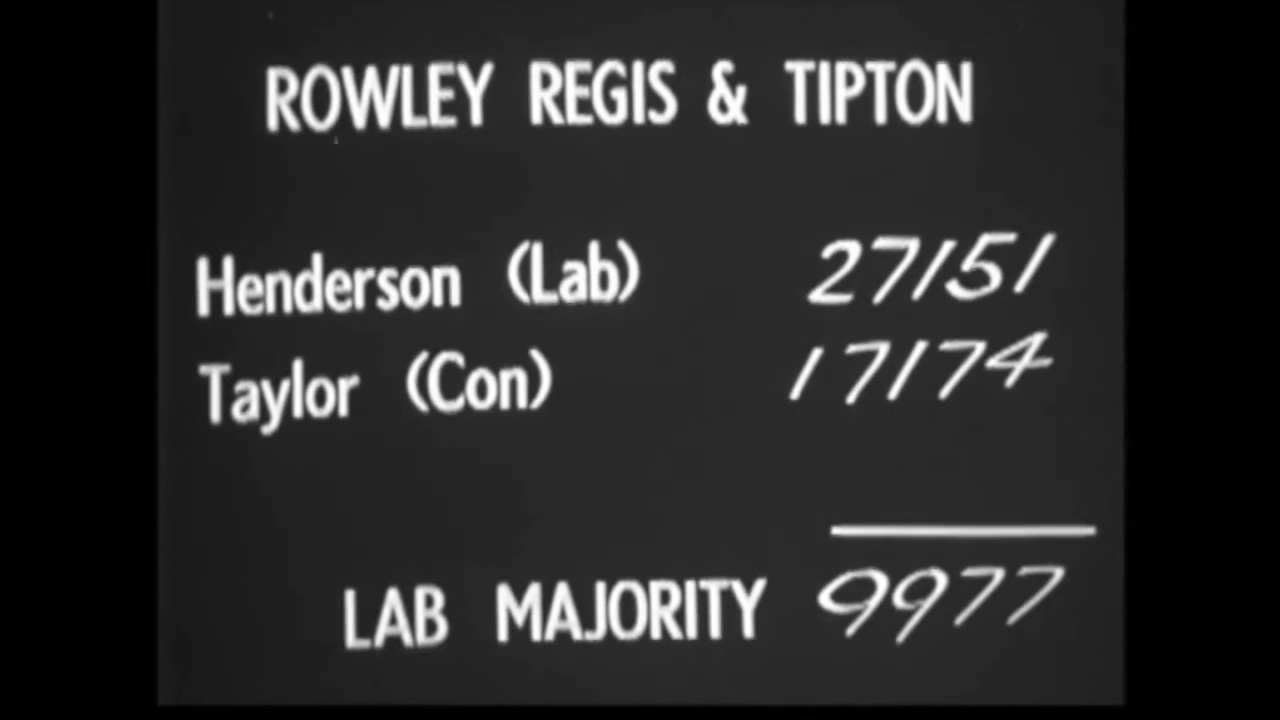 ROWLEY REGIS & TIPTON
Henderson (Lab) 27151
Taylor (Con) 17174
LAB MAJORITY 9977